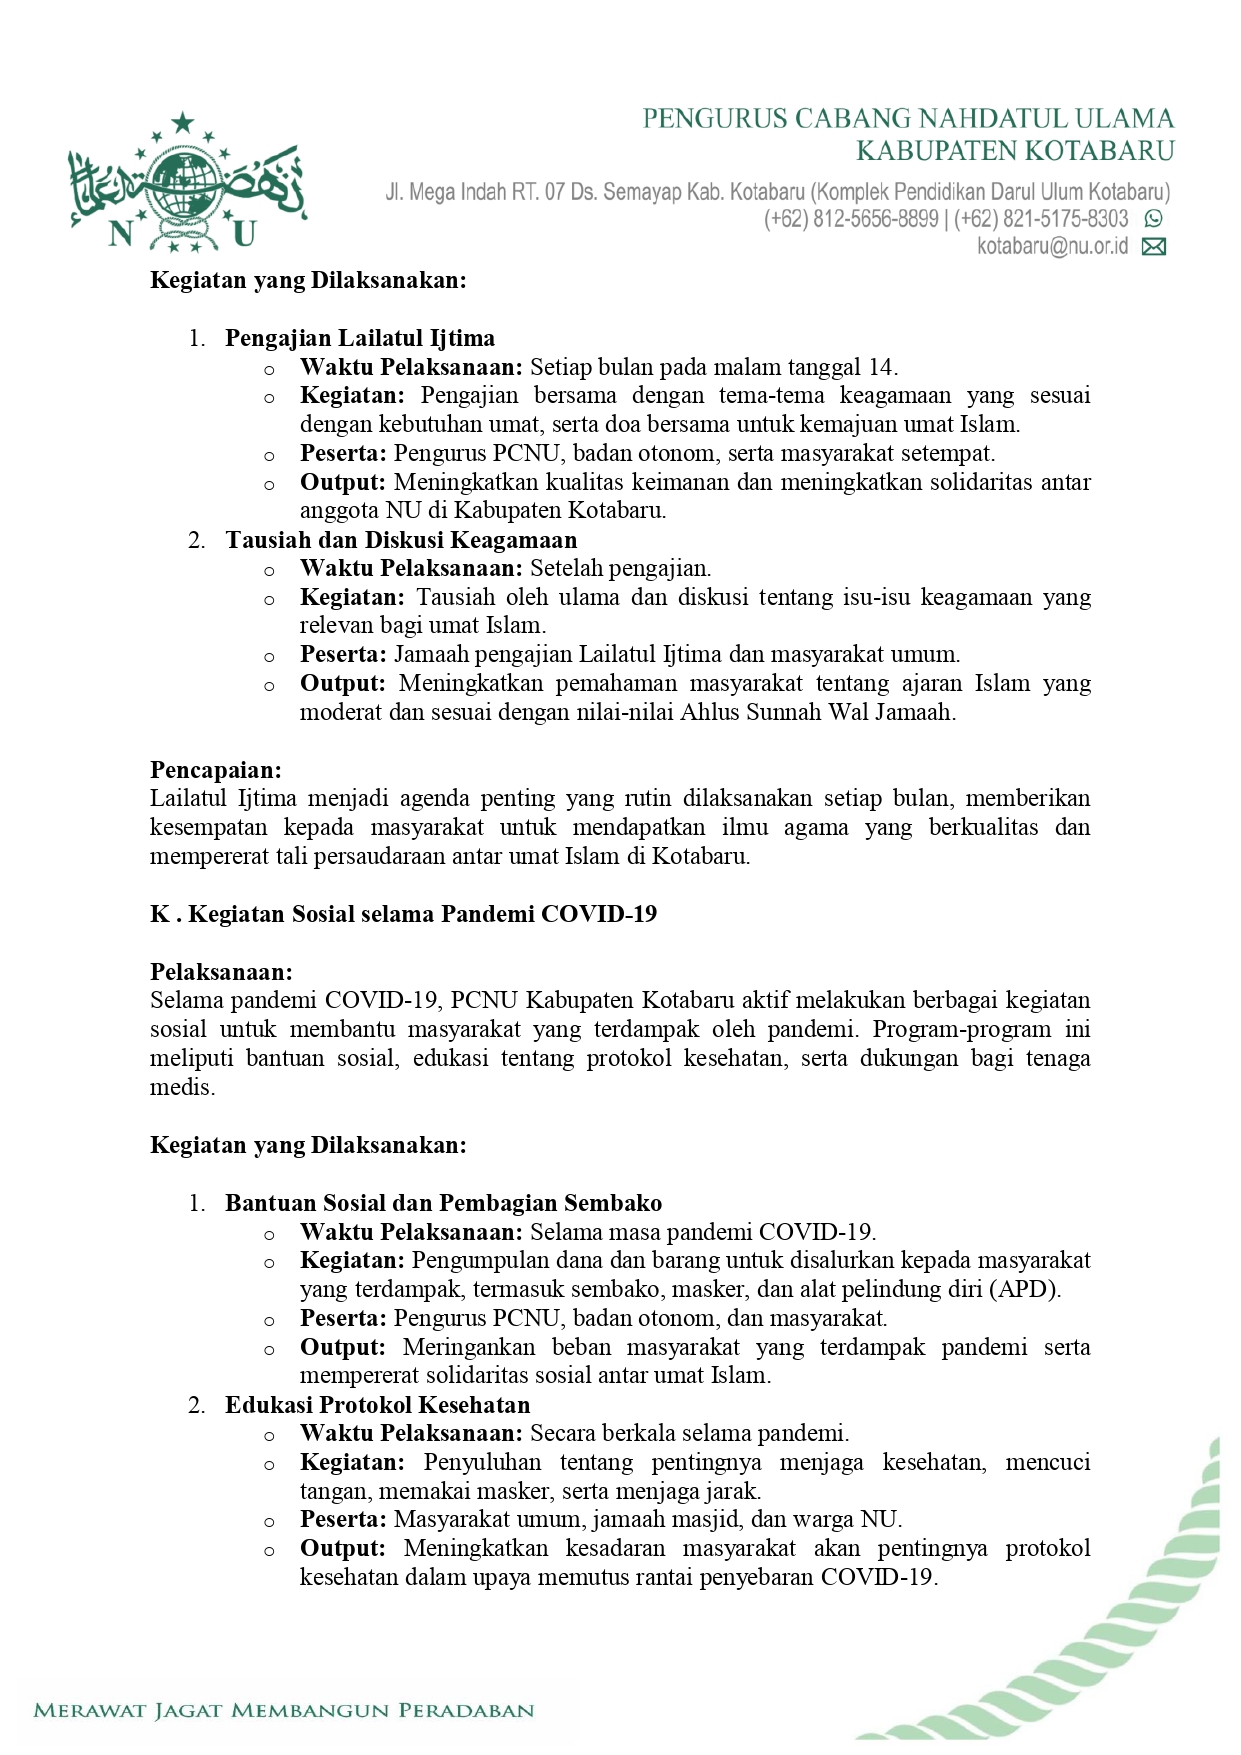 PENGURUS CABANG NAHDATUL ULAMA
KABUPATEN KOTABARU
Jl. Mega Indah RT. 07 Ds. Semayap Kab. Kotabaru (Komplek Pendidikan Darul Ulum Kotabaru)
(+62) 812-5656-8899 | (+62) 821-5175-8303
kotabaru@nu.or.id
نهضة العلماء
N U
Kegiatan yang Dilaksanakan:
1. Pengajian Lailatul Ijtima
o Waktu Pelaksanaan: Setiap bulan pada malam tanggal 14.
o Kegiatan: Pengajian bersama dengan tema-tema keagamaan yang sesuai
dengan kebutuhan umat, serta doa bersama untuk kemajuan umat Islam.
o Peserta: Pengurus PCNU, badan otonom, serta masyarakat setempat.
o Output: Meningkatkan kualitas keimanan dan meningkatkan solidaritas antar
anggota NU di Kabupaten Kotabaru.
2. Tausiah dan Diskusi Keagamaan
o Waktu Pelaksanaan: Setelah pengajian.
o Kegiatan: Tausiah oleh ulama dan diskusi tentang isu-isu keagamaan yang
relevan bagi umat Islam.
o Peserta: Jamaah pengajian Lailatul Ijtima dan masyarakat umum.
o Output: Meningkatkan pemahaman masyarakat tentang ajaran Islam yang
moderat dan sesuai dengan nilai-nilai Ahlus Sunnah Wal Jamaah.
Pencapaian:
Lailatul Ijtima menjadi agenda penting yang rutin dilaksanakan setiap bulan, memberikan
kesempatan kepada masyarakat untuk mendapatkan ilmu agama yang berkualitas dan
mempererat tali persaudaraan antar umat Islam di Kotabaru.
K . Kegiatan Sosial selama Pandemi COVID-19
Pelaksanaan:
Selama pandemi COVID-19, PCNU Kabupaten Kotabaru aktif melakukan berbagai kegiatan
sosial untuk membantu masyarakat yang terdampak oleh pandemi. Program-program ini
meliputi bantuan sosial, edukasi tentang protokol kesehatan, serta dukungan bagi tenaga
medis.
Kegiatan yang Dilaksanakan:
1. Bantuan Sosial dan Pembagian Sembako
o Waktu Pelaksanaan: Selama masa pandemi COVID-19.
o Kegiatan: Pengumpulan dana dan barang untuk disalurkan kepada masyarakat
yang terdampak, termasuk sembako, masker, dan alat pelindung diri (APD).
o Peserta: Pengurus PCNU, badan otonom, dan masyarakat.
o Output: Meringankan beban masyarakat yang terdampak pandemi serta
mempererat solidaritas sosial antar umat Islam.
2. Edukasi Protokol Kesehatan
o Waktu Pelaksanaan: Secara berkala selama pandemi.
o Kegiatan: Penyuluhan tentang pentingnya menjaga kesehatan, mencuci
tangan, memakai masker, serta menjaga jarak.
o Peserta: Masyarakat umum, jamaah masjid, dan warga NU.
o Output: Meningkatkan kesadaran masyarakat akan pentingnya protokol
kesehatan dalam upaya memutus rantai penyebaran COVID-19.
MERAWAT JAGAT MEMBANGUN PERADABAN